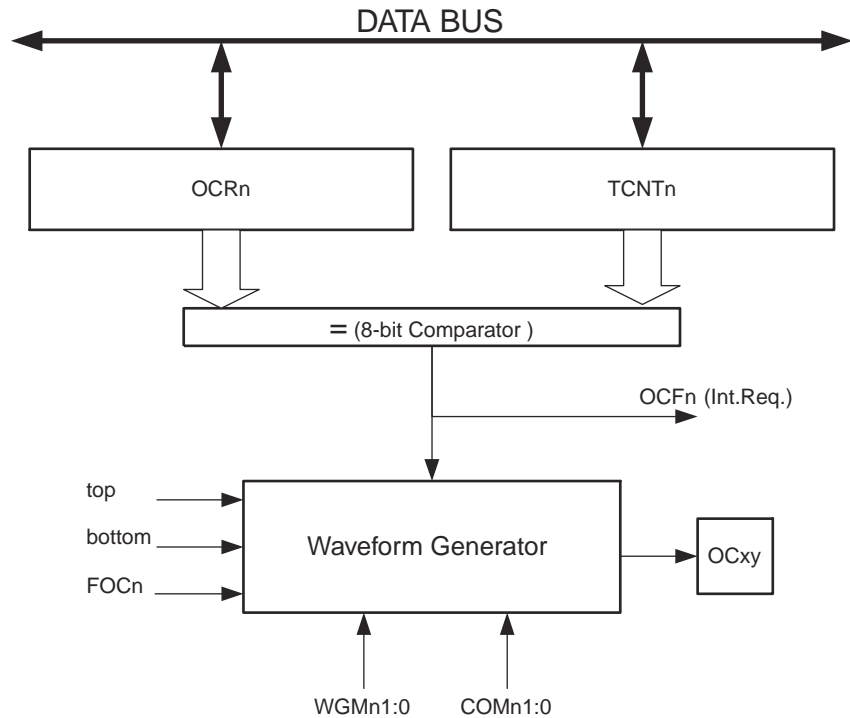 DATA BUS
OCRn
TCNTn
= (8-bit Comparator )
OCFn (Int.Req.)
top
bottom
FOCn
Waveform Generator
OCxy
WGMn1:0
COMn1:0